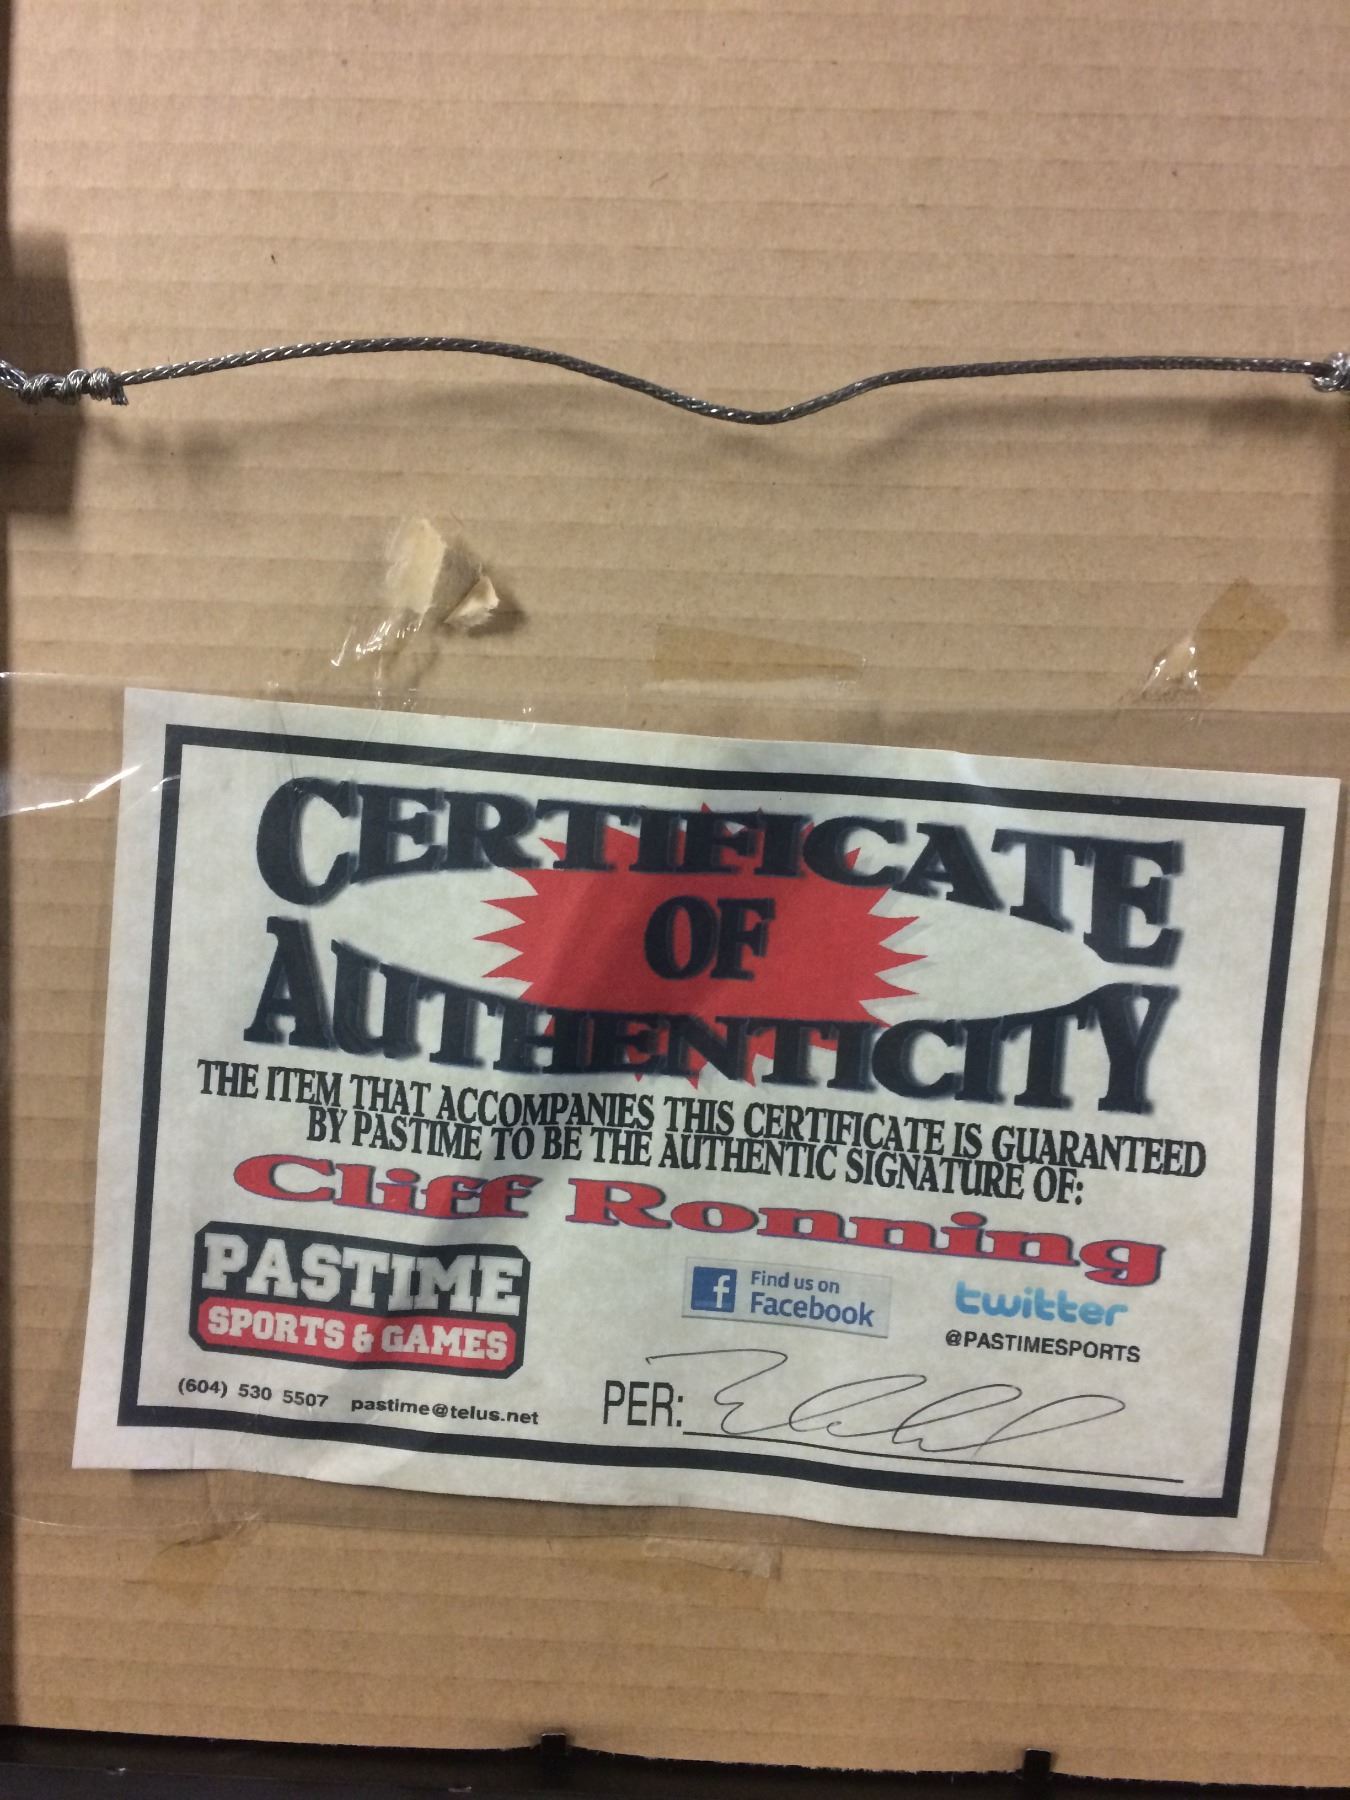 CERTIFICATE
OF
AUTHENTICITY
THE ITEM THAT ACCOMPANIES THIS CERTIFICATE IS GUARANTEED
BY PASTIME TO BE THE AUTHENTIC SIGNATURE OF:
Cliff Ronning
PASTIME
SPORTS & GAMES
(604) 530 5507 pastime@telus.net
f Find us on
Facebook
twitter
@PASTIMESPORTS
PER: